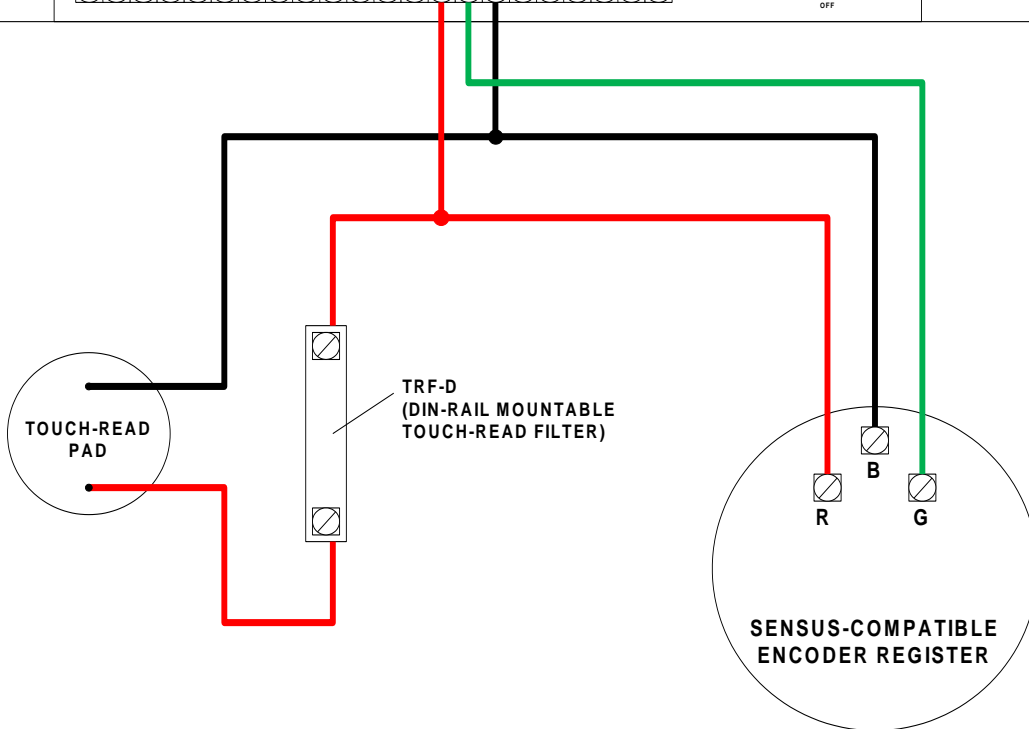 OFF
TOUCH-READ
PAD
TRF-D
(DIN-RAIL MOUNTABLE
TOUCH-READ FILTER)
B
R
G
SENSUS-COMPATIBLE
ENCODER REGISTER